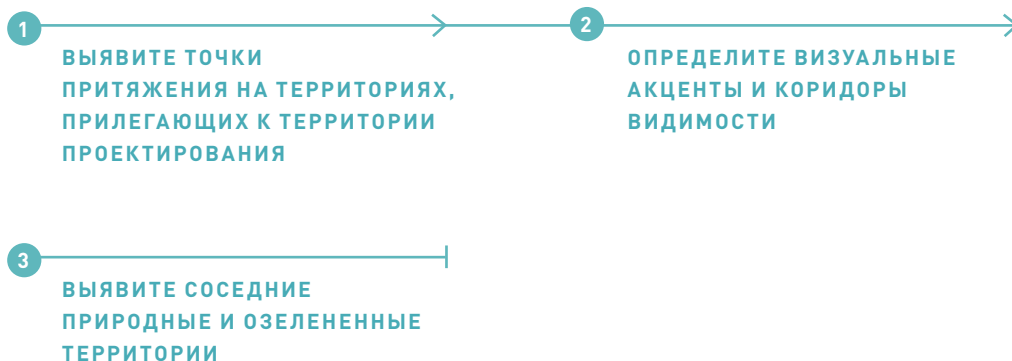 1
ВЫЯВИТЕ ТОЧКИ
ПРИТЯЖЕНИЯ НА ТЕРРИТОРИЯХ,
ПРИЛЕГАЮЩИХ К ТЕРРИТОРИИ
ПРОЕКТИРОВАНИЯ
2
ОПРЕДЕЛИТЕ ВИЗУАЛЬНЫЕ
АКЦЕНТЫ И КОРИДОРЫ
ВИДИМОСТИ
3
ВЫЯВИТЕ СОСЕДНИЕ
ПРИРОДНЫЕ И ОЗЕЛЕНЕННЫЕ
ТЕРРИТОРИИ